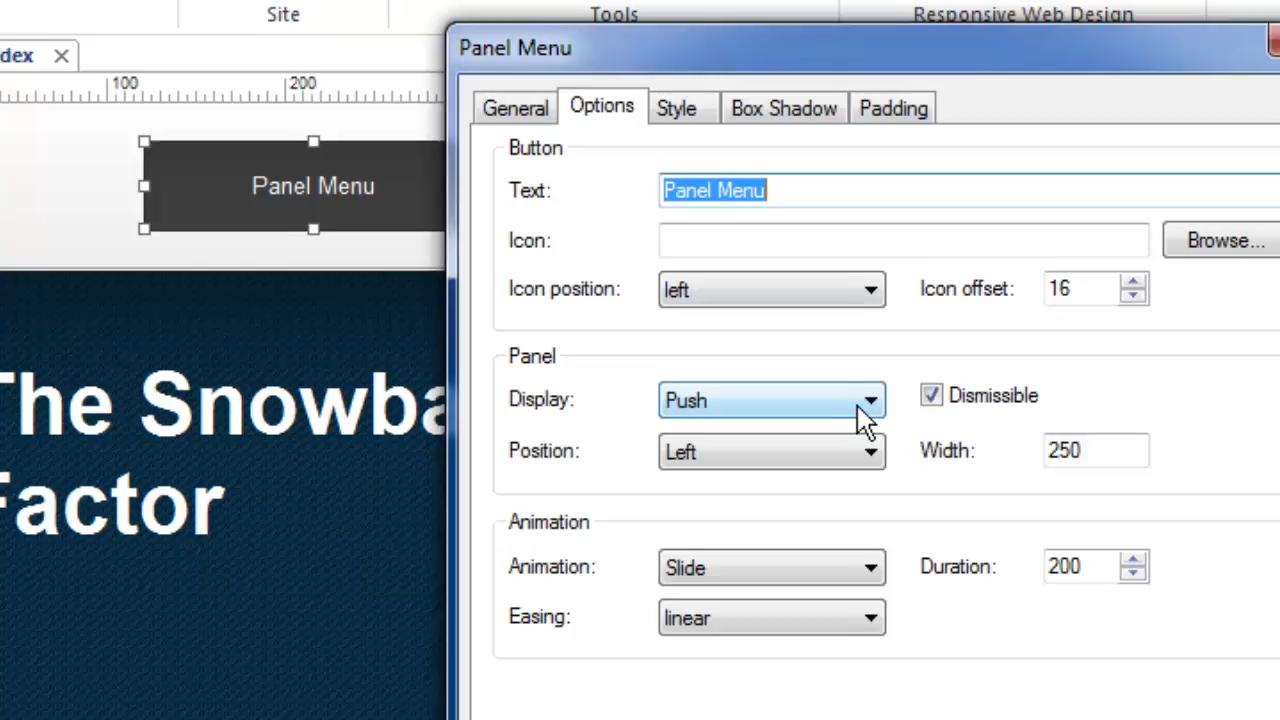 Site
Tools
Responsive Web Design
dex
100
200
Panel Menu
Panel Menu
General
Options
Style
Box Shadow
Padding
Button
Text:
Panel Menu
Icon:
Browse...
Icon position:
left
Icon offset:
16
Panel
Display:
Push
Dismissible
Position:
Left
Width:
250
Animation
Animation:
Slide
Duration:
200
Easing:
linear
The Snowba
Factor